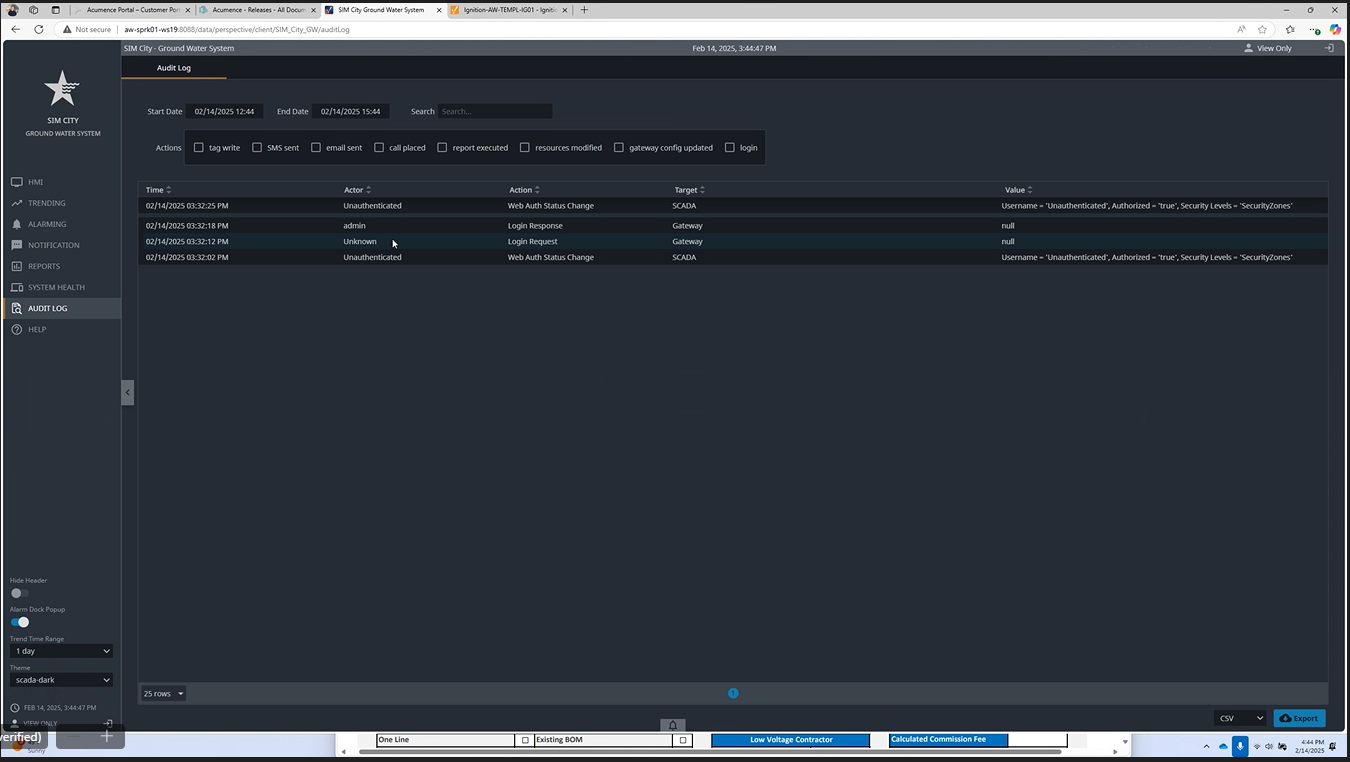 Acumence Portal – Customer Por
Acumence - Releases - All Docum
SIM City Ground Water System
Ignition-AW-TEMPL-IG01 - Igniti
Not secure
aw-sprk01-ws19:8088/data/perspective/client/SIM_City_GW/auditLog
SIM City - Ground Water System
Feb 14, 2025, 3:44:47 PM
View Only
Audit Log
SIM CITY
GROUND WATER SYSTEM
HMI
TRENDING
ALARMING
NOTIFICATION
REPORTS
SYSTEM HEALTH
AUDIT LOG
HELP
Start Date 02/14/2025 12:44 End Date 02/14/2025 15:44 Search Search...
Actions tag write SMS sent email sent call placed report executed resources modified gateway config updated login
Time Actor Action Target Value
02/14/2025 03:32:25 PM Unauthenticated Web Auth Status Change SCADA Username = 'Unauthenticated', Authorized = 'true', Security Levels = 'SecurityZones'
02/14/2025 03:32:18 PM admin Login Response Gateway null
02/14/2025 03:32:12 PM Unknown Login Request Gateway null
02/14/2025 03:32:02 PM Unauthenticated Web Auth Status Change SCADA Username = 'Unauthenticated', Authorized = 'true', Security Levels = 'SecurityZones'
Hide Header
Alarm Dock Popup
Trend Time Range
1 day
Theme
scada-dark
FEB 14, 2025, 3:44:47 PM
VIEW ONLY
25 rows
1
CSV
Export
verified)
Sunny
One Line
Existing BOM
Low Voltage Contractor
Calculated Commission Fee
4:44 PM
2/14/2025